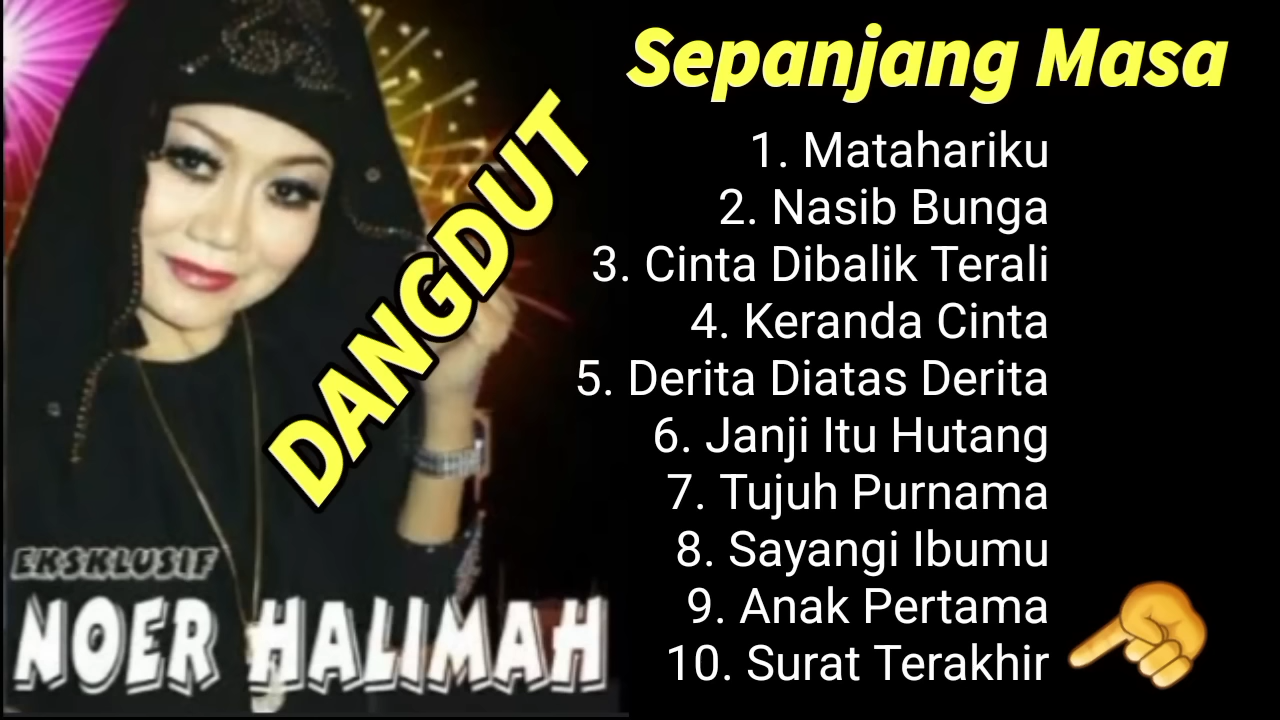 Sepanjang Masa
DANGDUT
1. Matahariku
2. Nasib Bunga
3. Cinta Dibalik Terali
4. Keranda Cinta
5. Derita Diatas Derita
6. Janji Itu Hutang
7. Tujuh Purnama
8. Sayangi Ibumu
9. Anak Pertama
10. Surat Terakhir
EKSKLUSIF
NOER HALIMAH